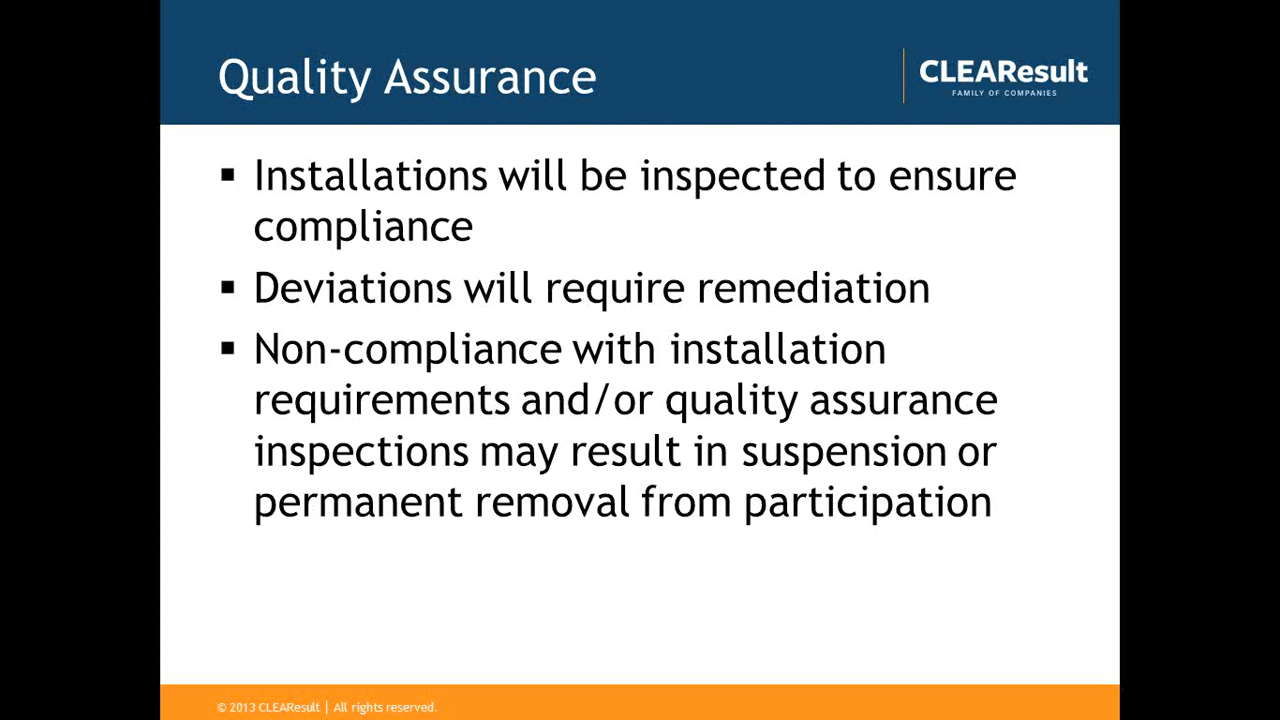 Quality Assurance
CLEAResult
FAMILY OF COMPANIES
▪ Installations will be inspected to ensure
compliance
▪ Deviations will require remediation
▪ Non-compliance with installation
requirements and/or quality assurance
inspections may result in suspension or
permanent removal from participation
© 2013 CLEAResult | All rights reserved.